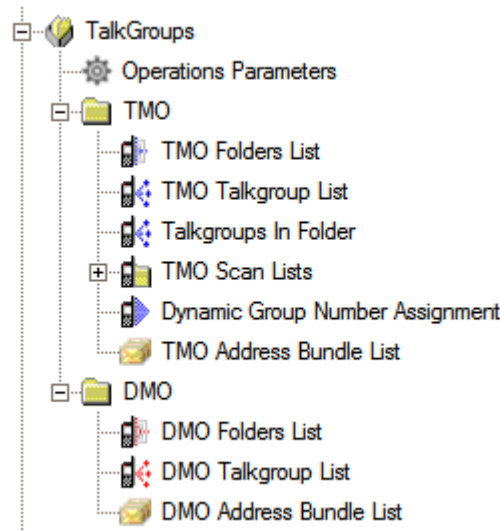 TalkGroups
Operations Parameters
TMO
TMO Folders List
TMO Talkgroup List
Talkgroups In Folder
TMO Scan Lists
Dynamic Group Number Assignment
TMO Address Bundle List
DMO
DMO Folders List
DMO Talkgroup List
DMO Address Bundle List